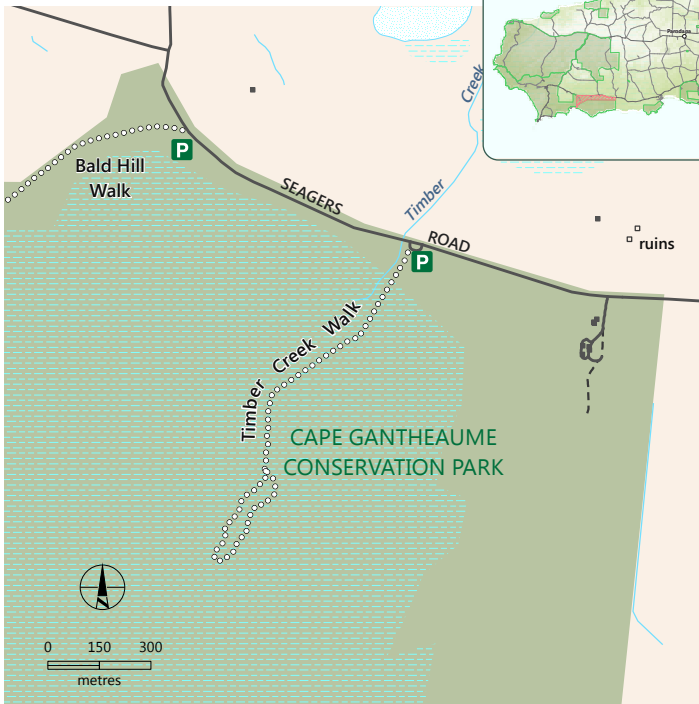 Parndana
Creek
P
Bald Hill
Walk
SEAGERS
Timber
ROAD
ruins
P
Timber Creek Walk
CAPE GANTHEAUME
CONSERVATION PARK
N
0 150 300
metres